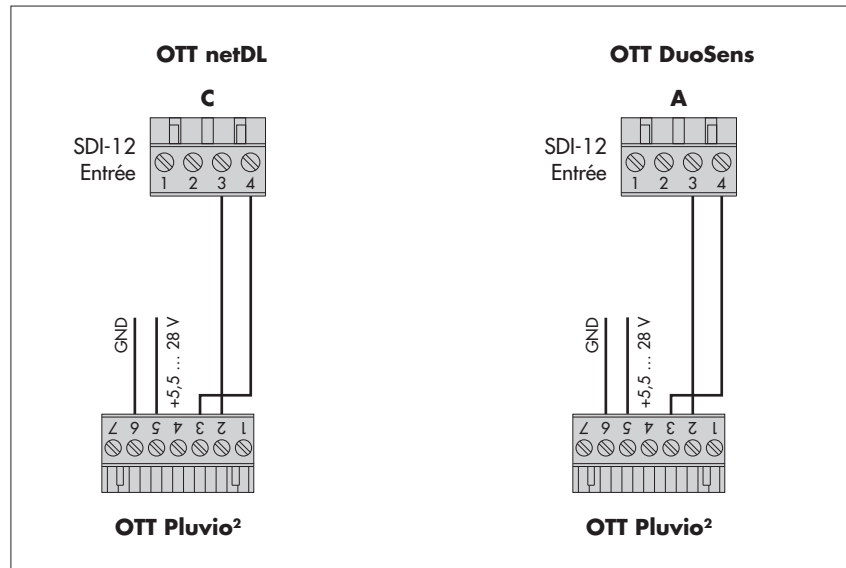 OTT netDL
C
SDI-12
Entrée
1 2 3 4
GND
+5,5 ... 28 V
7 6 5 4 3 2 1
OTT Pluvio²
OTT DuoSens
A
SDI-12
Entrée
1 2 3 4
GND
+5,5 ... 28 V
7 6 5 4 3 2 1
OTT Pluvio²